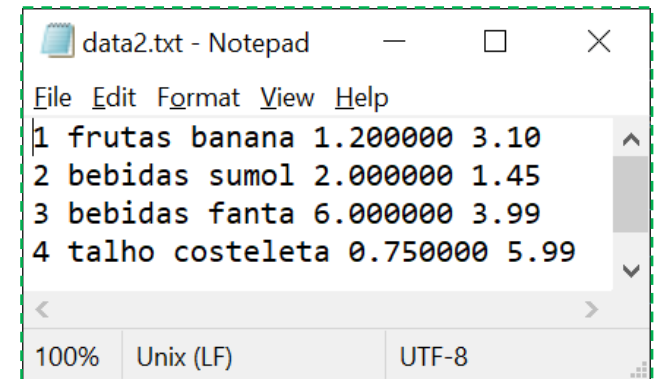 data2.txt - Notepad
File Edit Format View Help
1 frutas banana 1.200000 3.10
2 bebidas sumol 2.000000 1.45
3 bebidas fanta 6.000000 3.99
4 talho costeleta 0.750000 5.99
100% Unix (LF) UTF-8